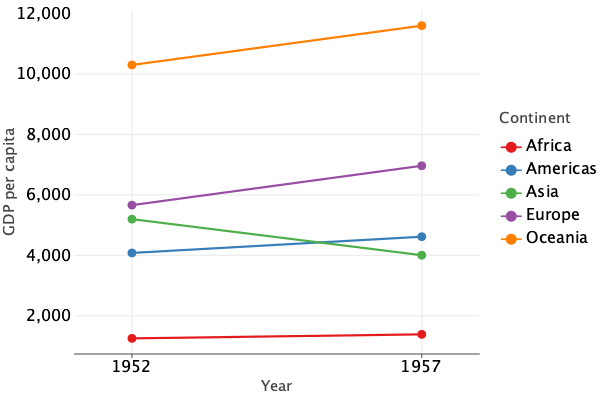 12,000
10,000
8,000
6,000
4,000
2,000
GDP per capita
1952
1957
Year
Continent
Africa
Americas
Asia
Europe
Oceania